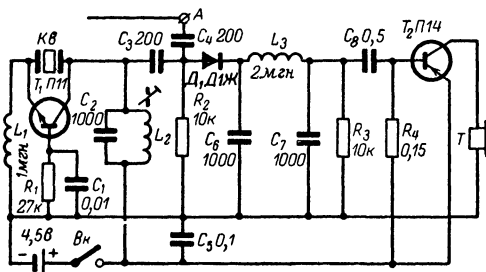 А
КВ
C₃ 200
C₄ 200
L₃
C₈ 0,5
T₂ П14
T₁ П11
Д₁ Д1Ж
2мгн
C₂
1000
L₂
R₂
10к
L₁
1мгн
C₆
1000
C₇
1000
R₃
10к
R₄
0,15
Т
R₁
27к
C₁
0,01
4,5В
- +
Вк
C₅ 0,1